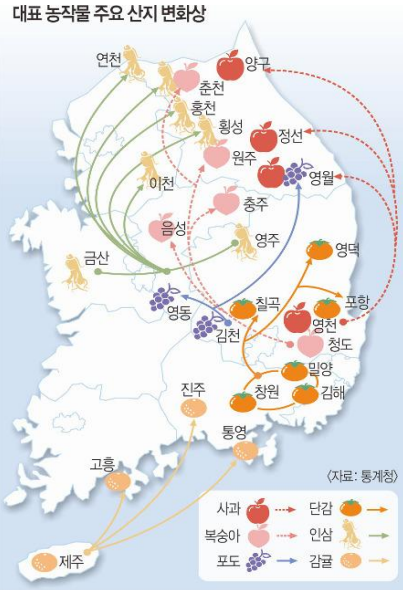 대표 농작물 주요 산지 변화상
연천
양구
춘천
홍천
횡성
정선
원주
이천
영월
충주
음성
영주
금산
영덕
영동
칠곡
포항
김천
영천
청도
밀양
진주
창원
김해
통영
고흥
제주
〈자료: 통계청〉
사과 단감
복숭아 인삼
포도 감귤